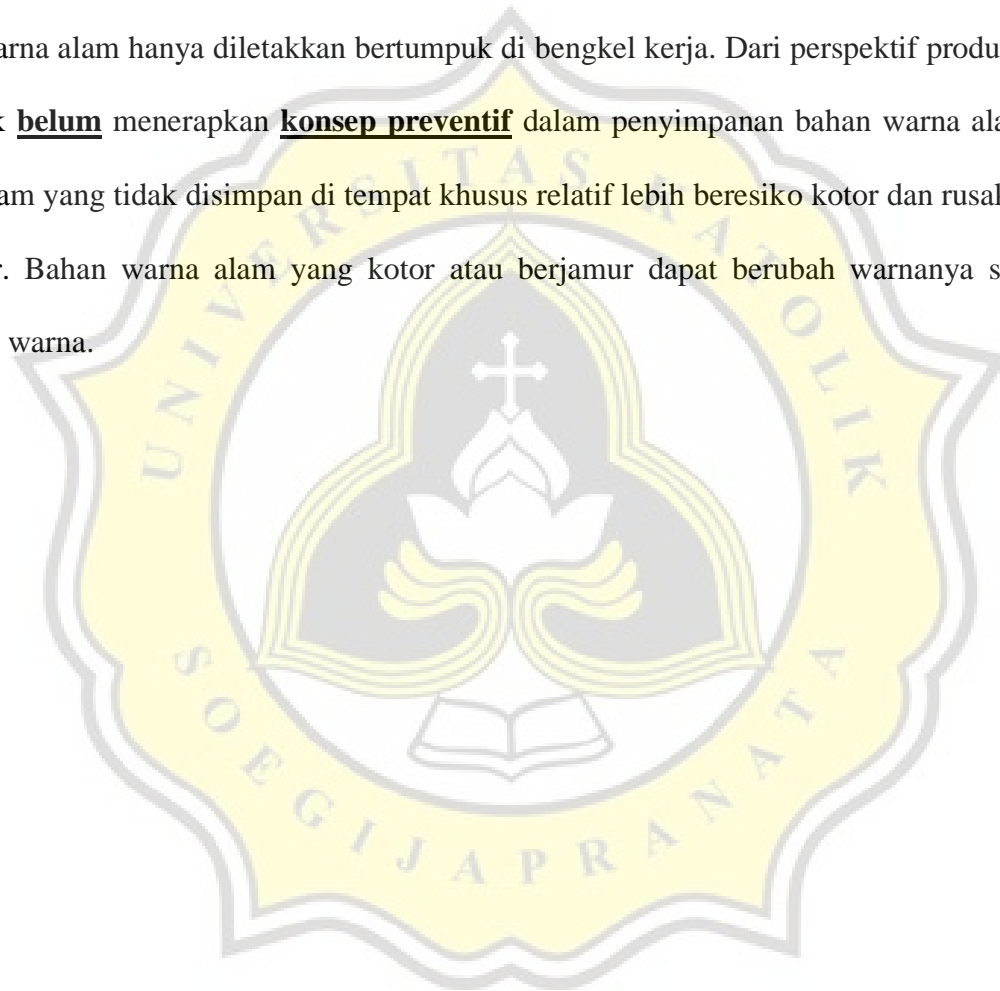 arna alam hanya diletakkan bertumpuk di bengkel kerja. Dari perspektif produ
k belum menerapkan konsep preventif dalam penyimpanan bahan warna ala
am yang tidak disimpan di tempat khusus relatif lebih beresiko kotor dan rusak
r. Bahan warna alam yang kotor atau berjamur dapat berubah warnanya s
warna.
UNIVERSITAS KATOLIK
SOEGIJAPRANATA